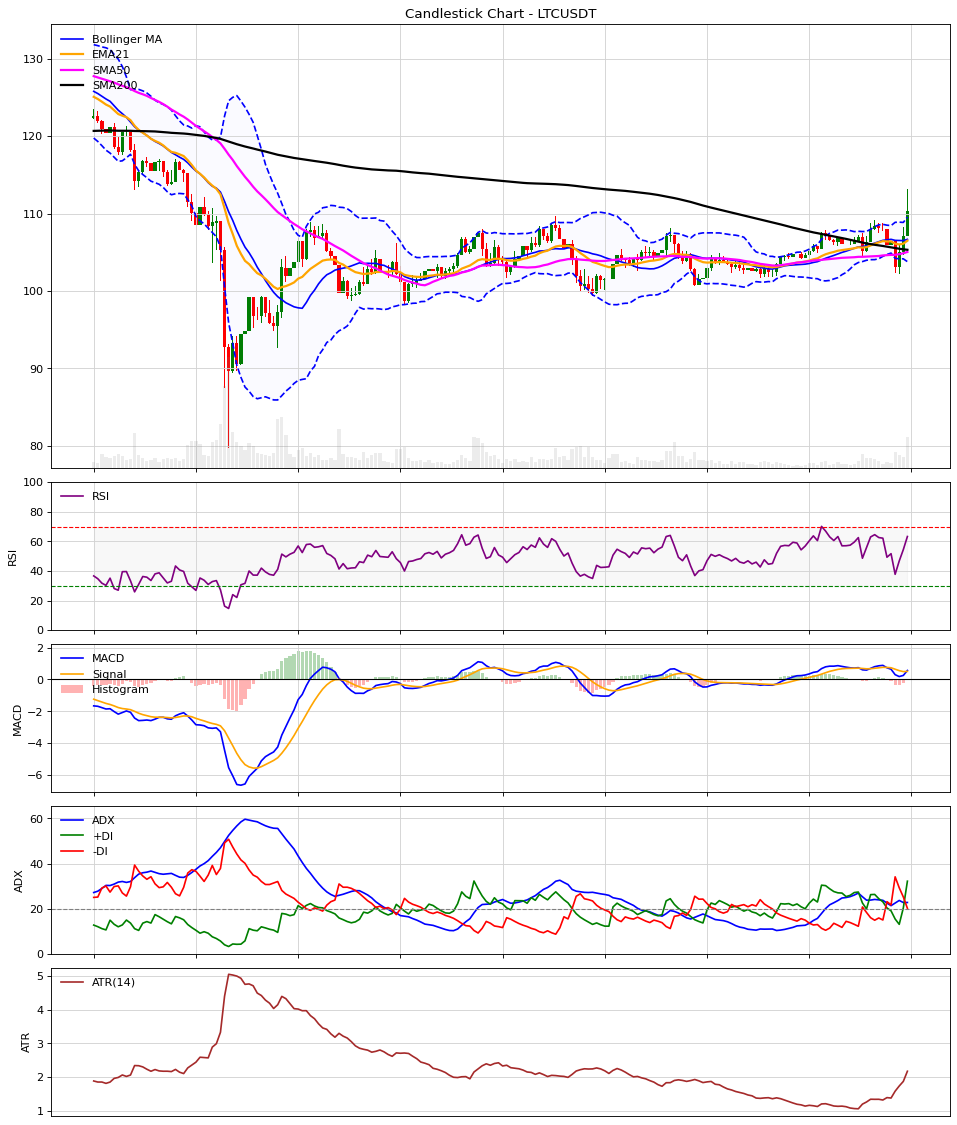 Candlestick Chart - LTCUSDT
Bollinger MA
EMA21
SMA50
SMA200
130
120
110
100
90
80
RSI
100
80
60
40
20
0
RSI
MACD
Signal
Histogram
2
0
−2
−4
−6
MACD
ADX
+DI
-DI
60
40
20
0
ADX
ATR(14)
5
4
3
2
1
ATR